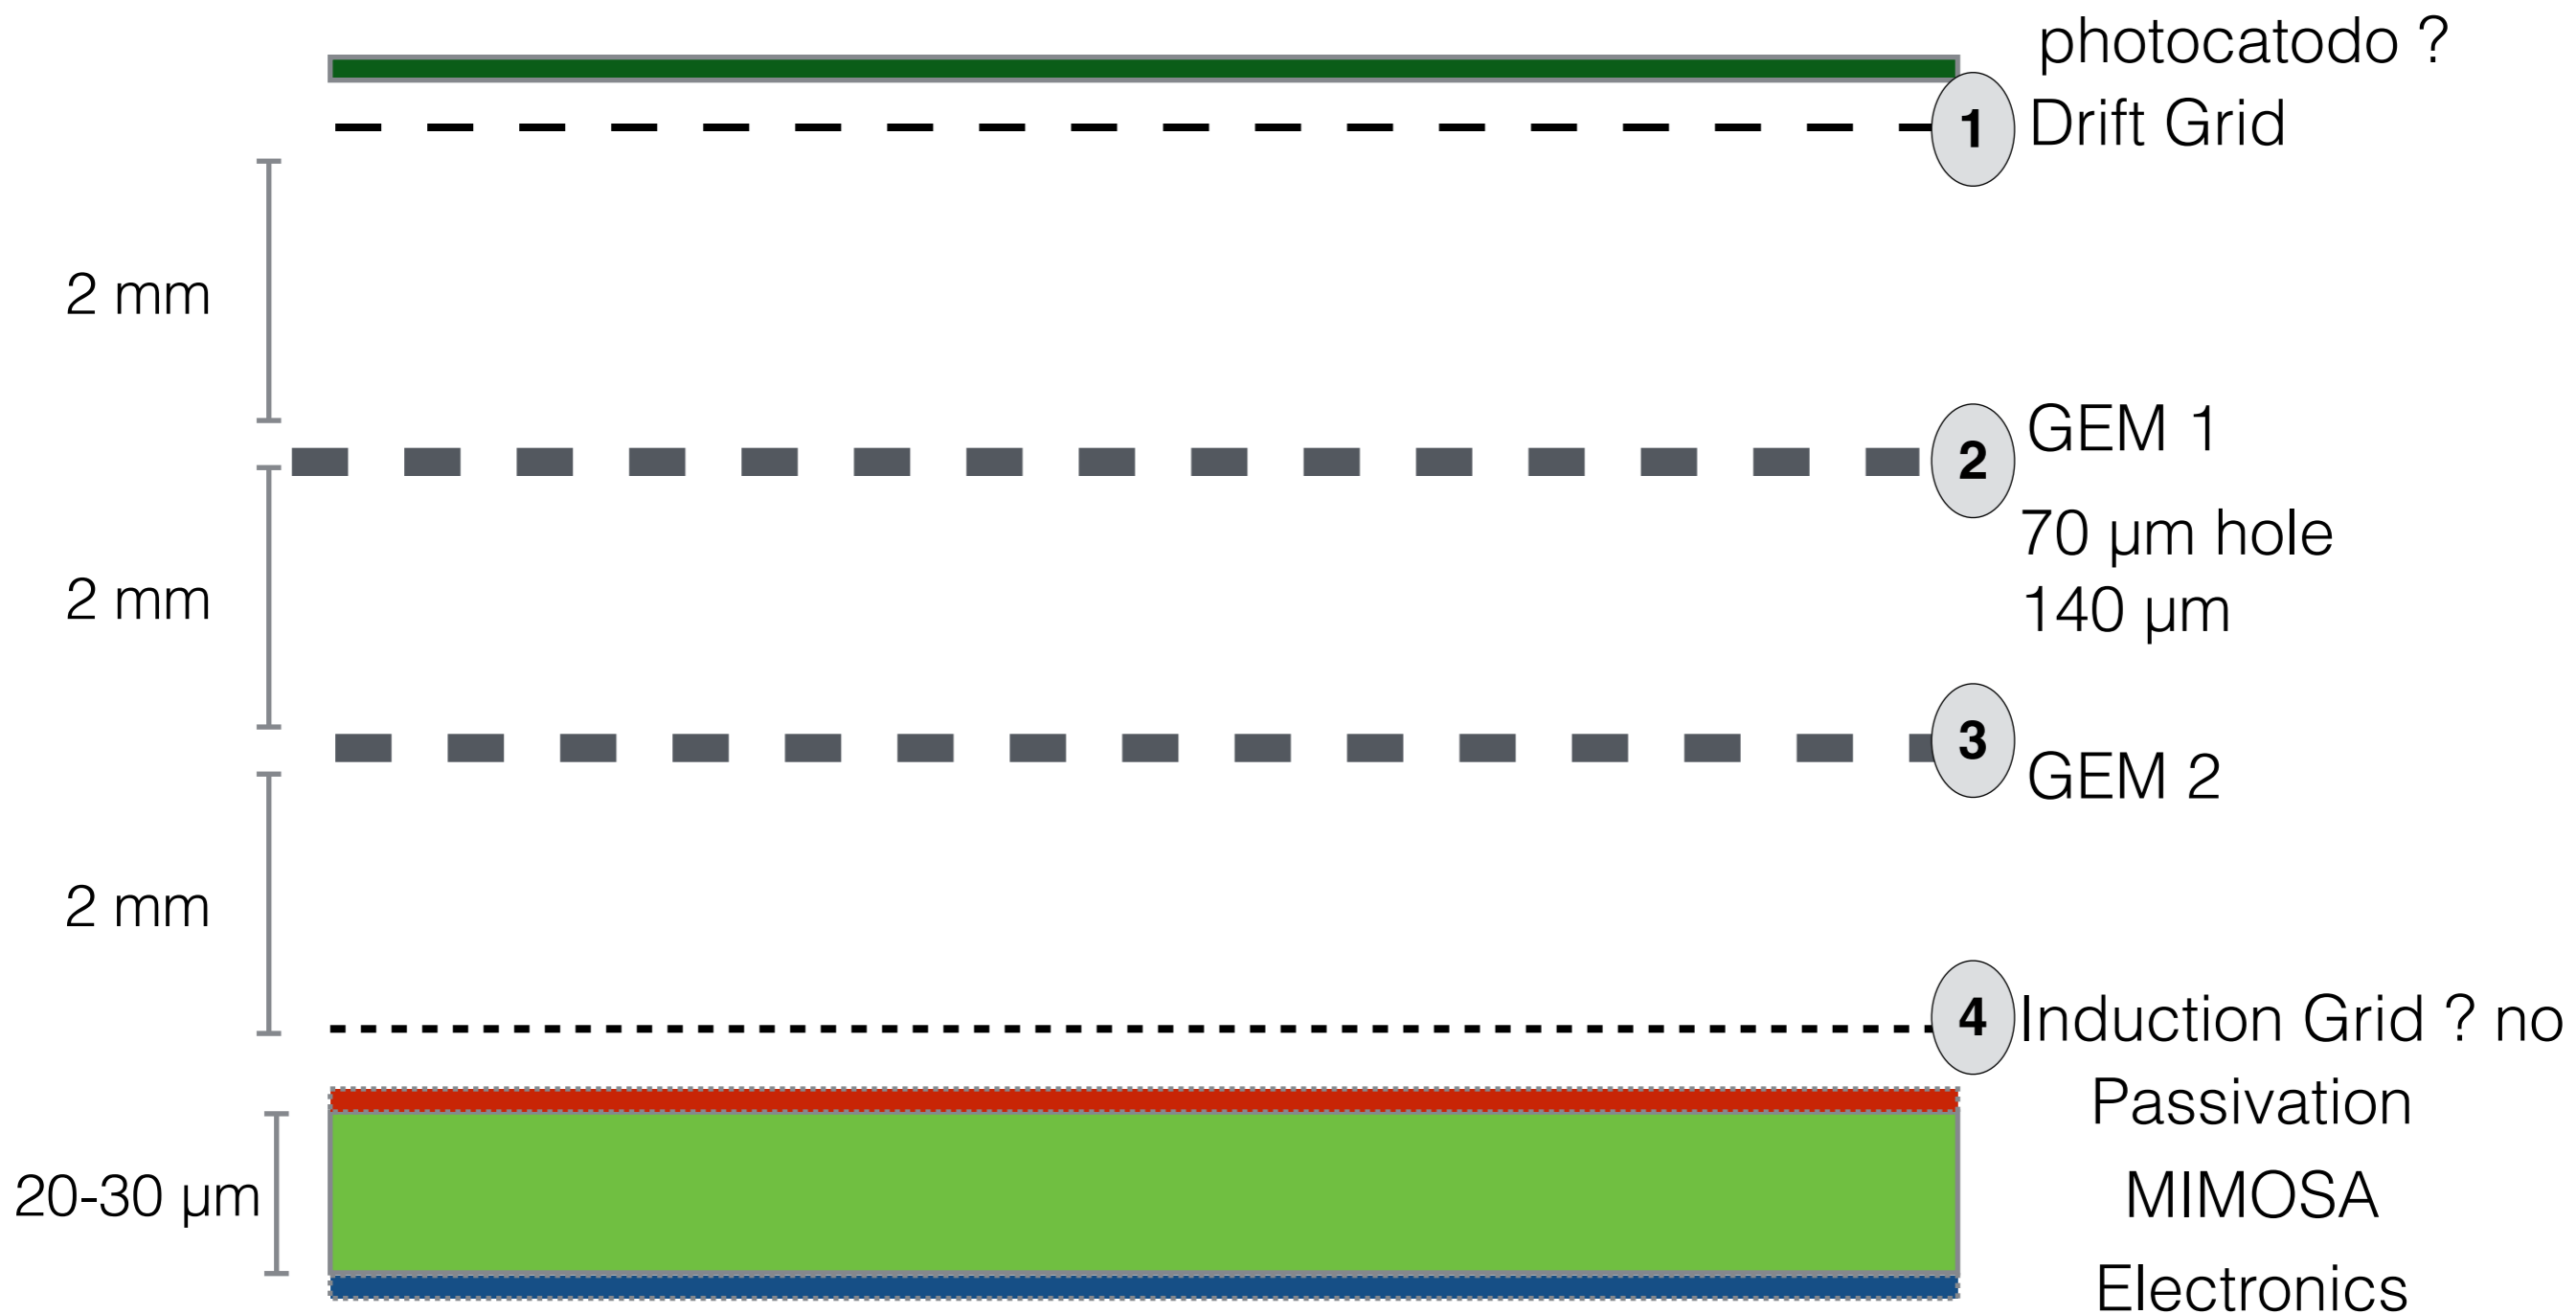 photocatodo ?
1 Drift Grid
2 mm
GEM 1
2
70 µm hole
2 mm
140 µm
3
GEM 2
2 mm
4 Induction Grid ? no
Passivation
20-30 µm
MIMOSA
Electronics